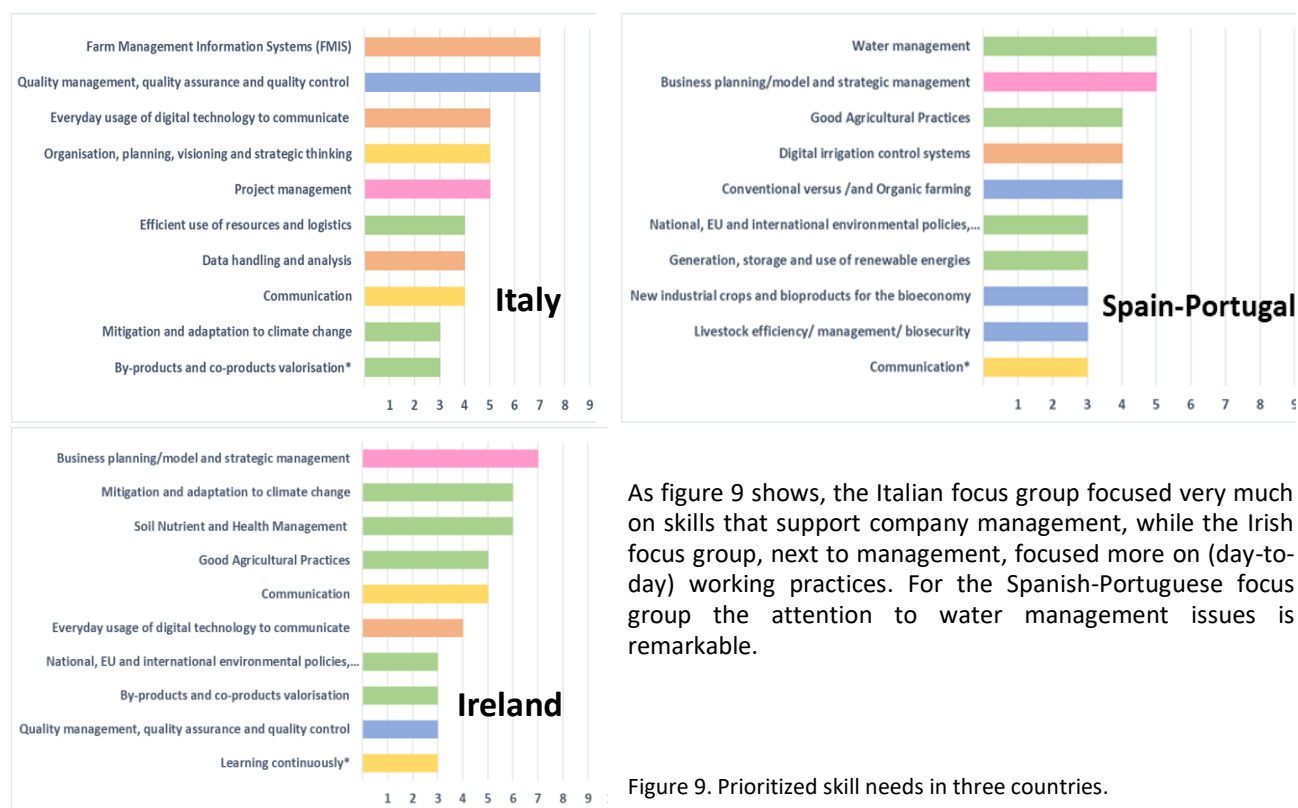 Farm Management Information Systems (FMIS)
Quality management, quality assurance and quality control
Everyday usage of digital technology to communicate
Organisation, planning, visioning and strategic thinking
Project management
Efficient use of resources and logistics
Data handling and analysis
Communication
Mitigation and adaptation to climate change
By-products and co-products valorisation*
Italy
1 2 3 4 5 6 7 8 9
Water management
Business planning/model and strategic management
Good Agricultural Practices
Digital irrigation control systems
Conventional versus /and Organic farming
National, EU and international environmental policies,...
Generation, storage and use of renewable energies
New industrial crops and bioproducts for the bioeconomy
Livestock efficiency/ management/ biosecurity
Communication*
Spain-Portugal
1 2 3 4 5 6 7 8 9
Business planning/model and strategic management
Mitigation and adaptation to climate change
Soil Nutrient and Health Management
Good Agricultural Practices
Communication
Everyday usage of digital technology to communicate
National, EU and international environmental policies,...
By-products and co-products valorisation
Quality management, quality assurance and quality control
Learning continuously*
Ireland
1 2 3 4 5 6 7 8 9
As figure 9 shows, the Italian focus group focused very much
on skills that support company management, while the Irish
focus group, next to management, focused more on (day-to-
day) working practices. For the Spanish-Portuguese focus
group the attention to water management issues is
remarkable.
Figure 9. Prioritized skill needs in three countries.